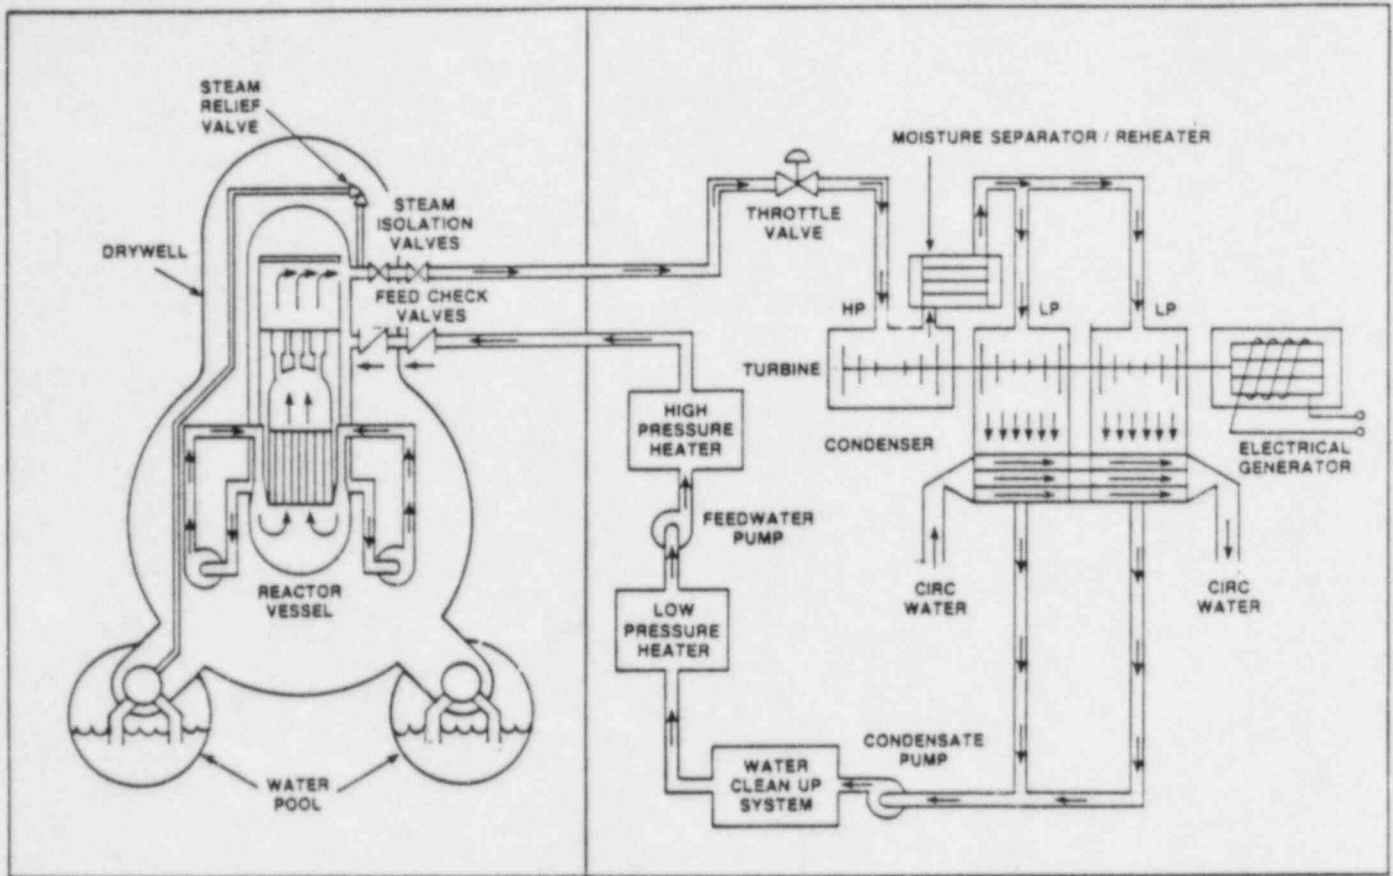 STEAM
RELIEF
VALVE
DRYWELL
STEAM
ISOLATION
VALVES
FEED CHECK
VALVES
REACTOR
VESSEL
WATER
POOL
THROTTLE
VALVE
MOISTURE SEPARATOR / REHEATER
HP
LP
LP
TURBINE
CONDENSER
ELECTRICAL
GENERATOR
HIGH
PRESSURE
HEATER
FEEDWATER
PUMP
LOW
PRESSURE
HEATER
CIRC
WATER
CIRC
WATER
CONDENSATE
PUMP
WATER
CLEAN UP
SYSTEM